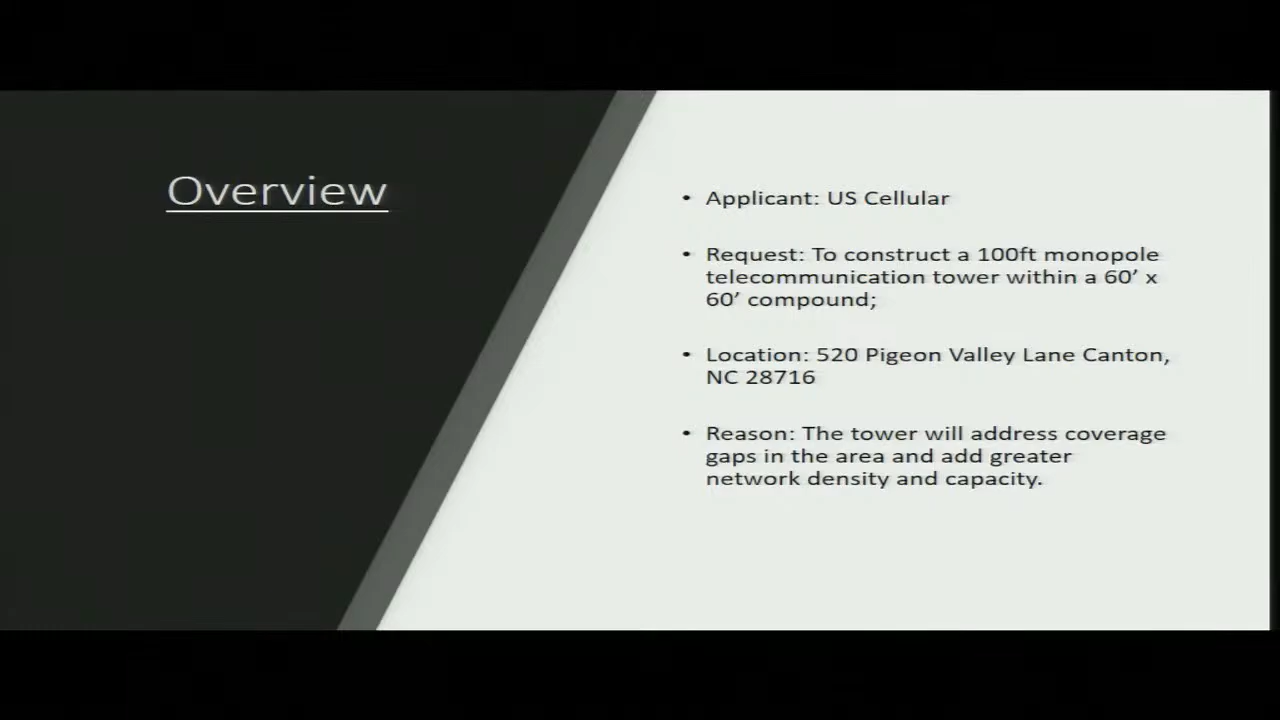 Overview
• Applicant: US Cellular
• Request: To construct a 100ft monopole
telecommunication tower within a 60’ x
60’ compound;
• Location: 520 Pigeon Valley Lane Canton,
NC 28716
• Reason: The tower will address coverage
gaps in the area and add greater
network density and capacity.